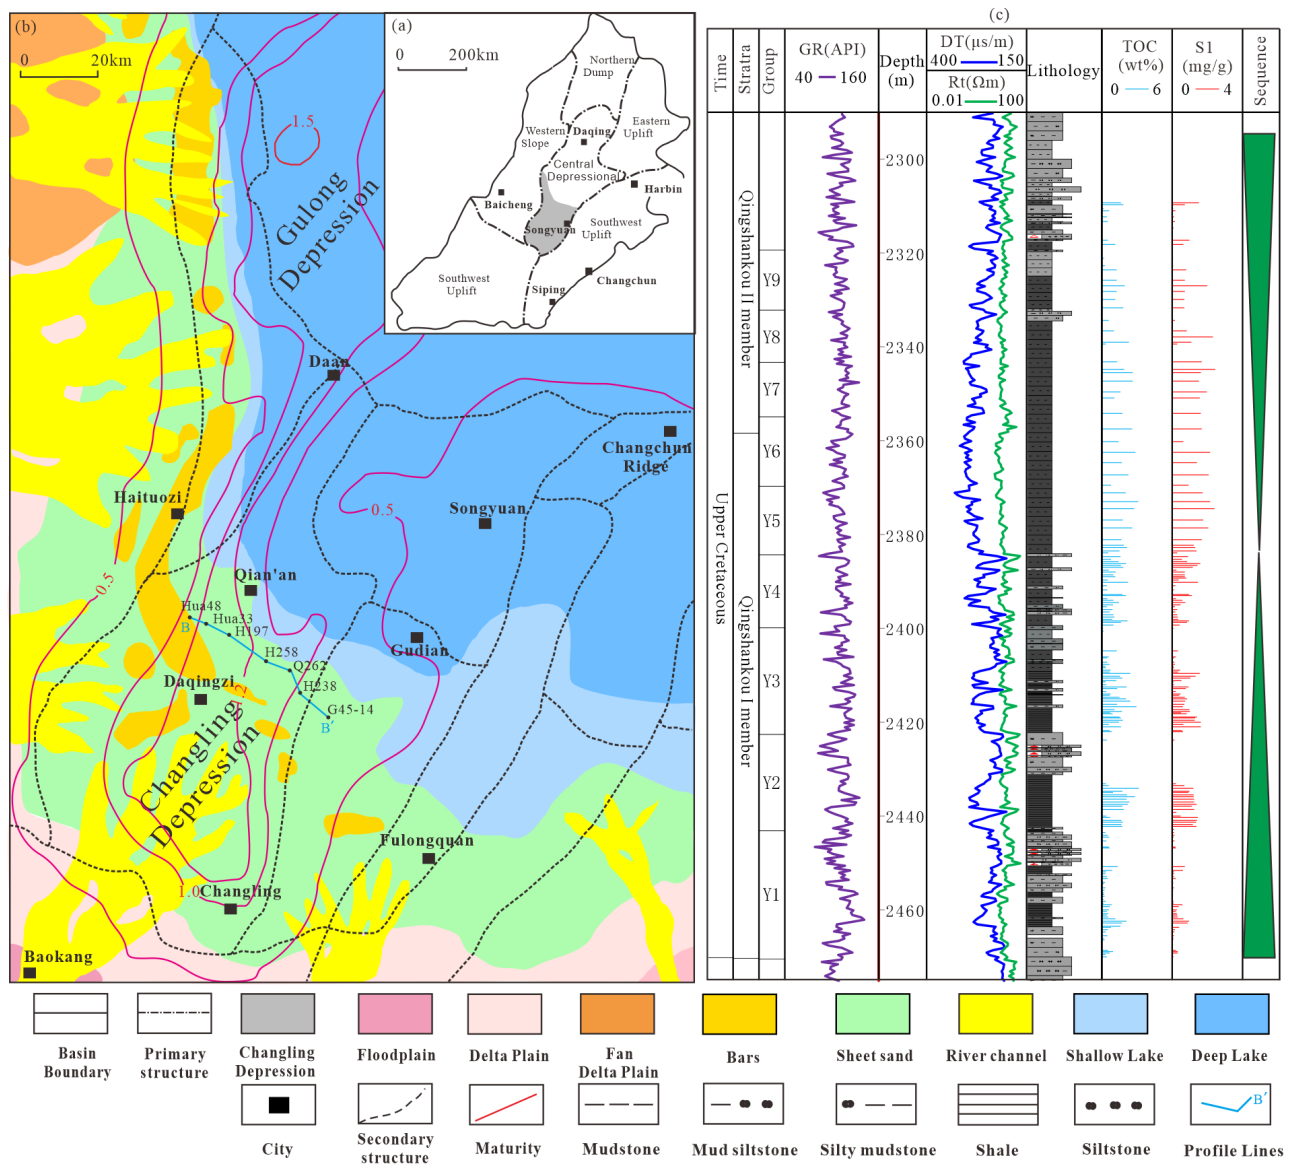 (b)
0 20km
1.5
Gulong
Depression
Daan
Changchun
Ridge
Haituozi
0.5
Songyuan
0.5
Qian'an
Hua48
B
Hua33
H197
Gudian
H258
Q262
Daqingzi
H238
1.2
G45-14
B′
Changling
Depression
Fulongquan
1.0
Changling
Baokang
(a)
0 200km
Northern
Dump
Western
Slope
Daqing
Eastern
Uplift
Central
Depressional
Harbin
Baicheng
Songyuan
Southwest
Uplift
Southwest
Uplift
Changchun
Siping
(c)
Time
Stratra
Group
GR(API)
40 160
Depth
(m)
DT(μs/m)
400 150
Rt(Ωm)
0.01 100
Lithology
TOC
(wt%)
0 6
S1
(mg/g)
0 4
Sequence
Upper Cretaceous
Qingshankou II member
Qingshankou I member
Y9
Y8
Y7
Y6
Y5
Y4
Y3
Y2
Y1
2300
2320
2340
2360
2380
2400
2420
2440
2460
Basin
Boundary
Primary
structure
Changling
Depression
Floodplain
Delta Plain
Fan
Delta Plain
Bars
Sheet sand
River channel
Shallow Lake
Deep Lake
City
Secondary
structure
Maturity
Mudstone
Mud siltstone
Silty mudstone
Shale
Siltstone
B′
Profile Lines